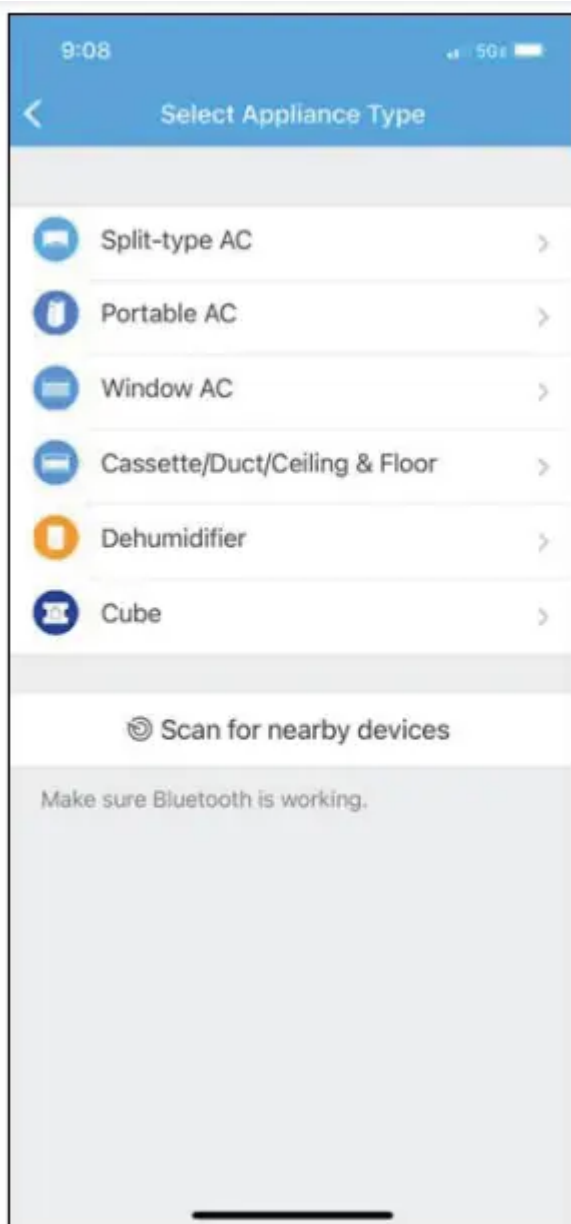 9:08
Select Appliance Type
Split-type AC
Portable AC
Window AC
Cassette/Duct/Ceiling & Floor
Dehumidifier
Cube
Scan for nearby devices
Make sure Bluetooth is working.